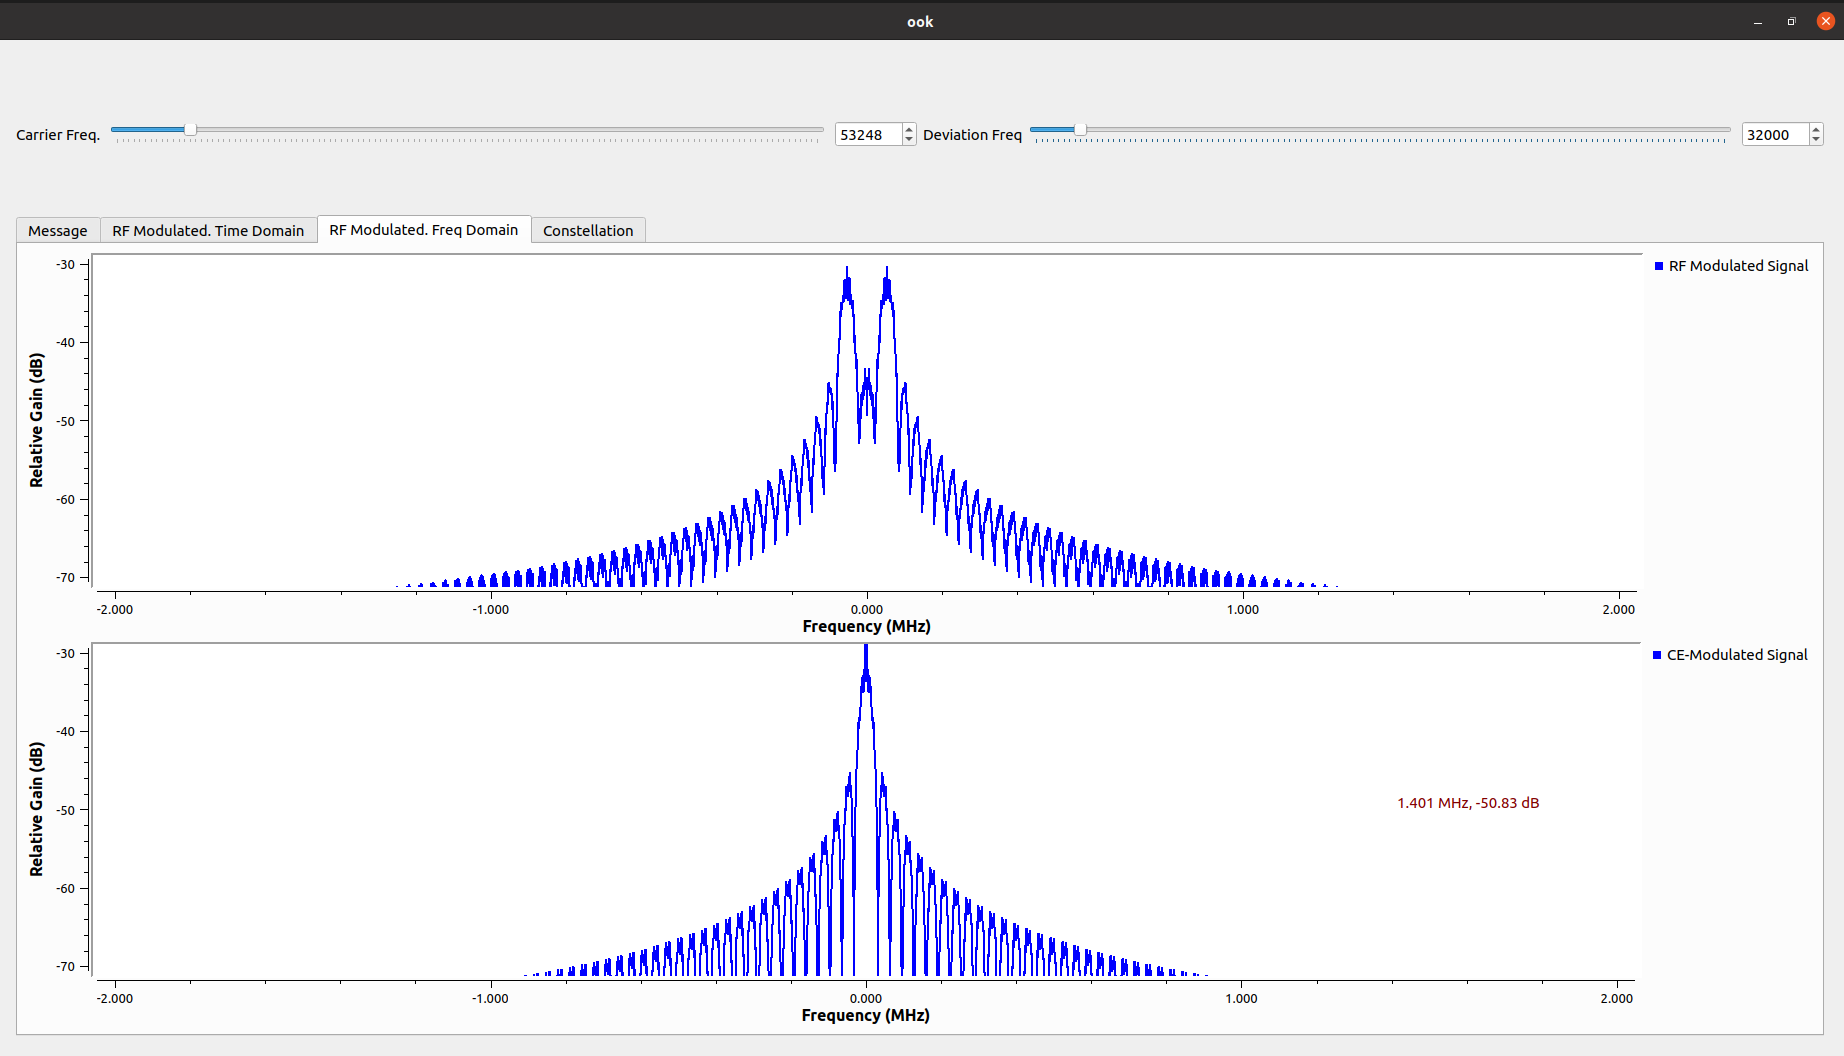 ook
Carrier Freq. 53248 Deviation Freq 32000
Message RF Modulated. Time Domain RF Modulated. Freq Domain Constellation
-30
-40
-50
-60
-70
Relative Gain (dB)
RF Modulated Signal
-2.000 -1.000 0.000 1.000 2.000
Frequency (MHz)
-30
-40
-50
-60
-70
Relative Gain (dB)
CE-Modulated Signal
1.401 MHz, -50.83 dB
-2.000 -1.000 0.000 1.000 2.000
Frequency (MHz)